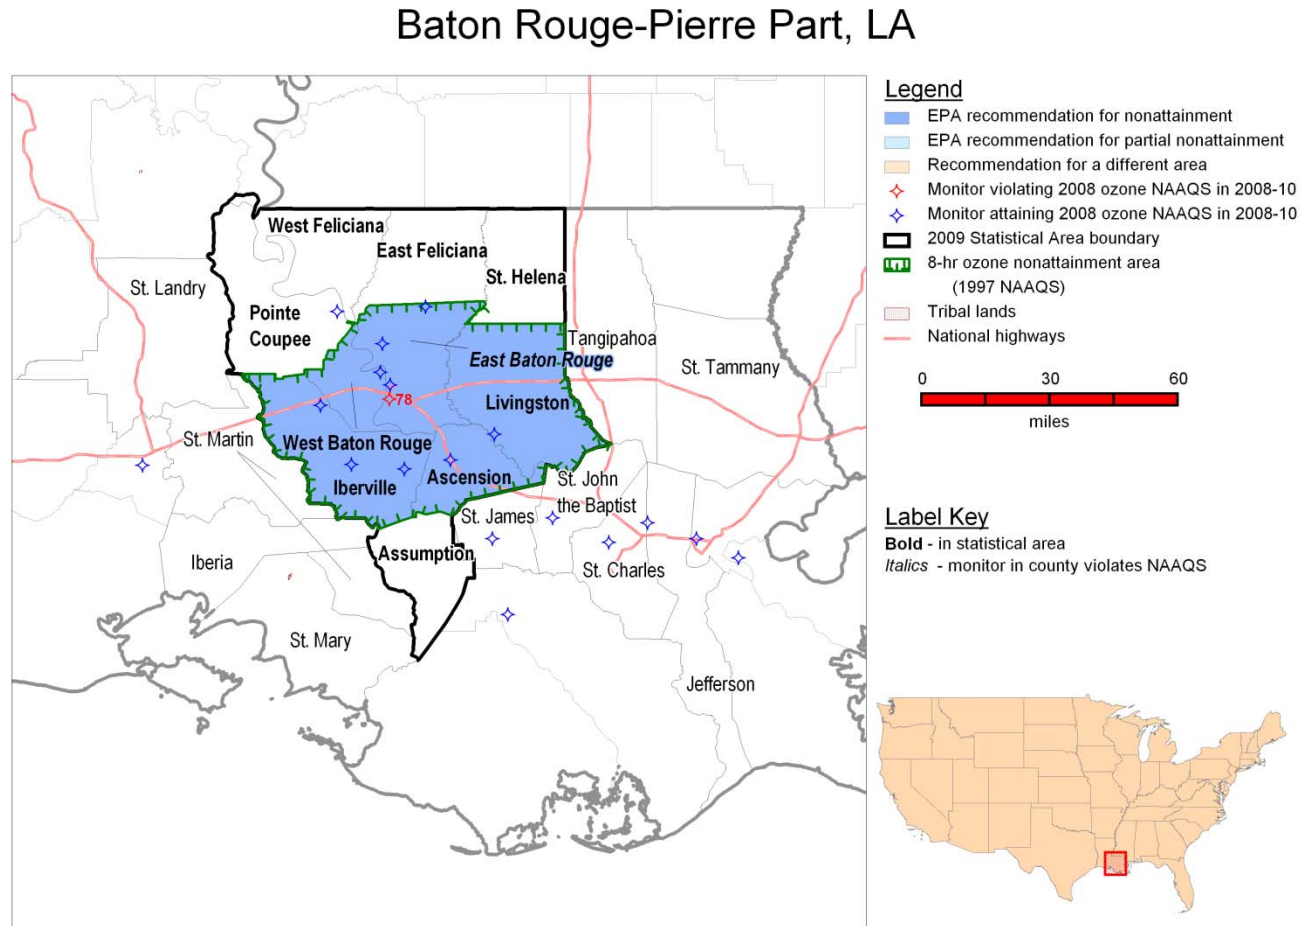 Baton Rouge-Pierre Part, LA
West Feliciana
East Feliciana
St. Helena
St. Landry
Pointe
Coupee
Tangipahoa
East Baton Rouge
St. Tammany
78
Livingston
St. Martin
West Baton Rouge
Iberville
Ascension
St. John
the Baptist
St. James
Assumption
Iberia
St. Charles
St. Mary
Jefferson
Legend
EPA recommendation for nonattainment
EPA recommendation for partial nonattainment
Recommendation for a different area
Monitor violating 2008 ozone NAAQS in 2008-10
Monitor attaining 2008 ozone NAAQS in 2008-10
2009 Statistical Area boundary
8-hr ozone nonattainment area
(1997 NAAQS)
Tribal lands
National highways
0 30 60
miles
Label Key
Bold - in statistical area
Italics - monitor in county violates NAAQS